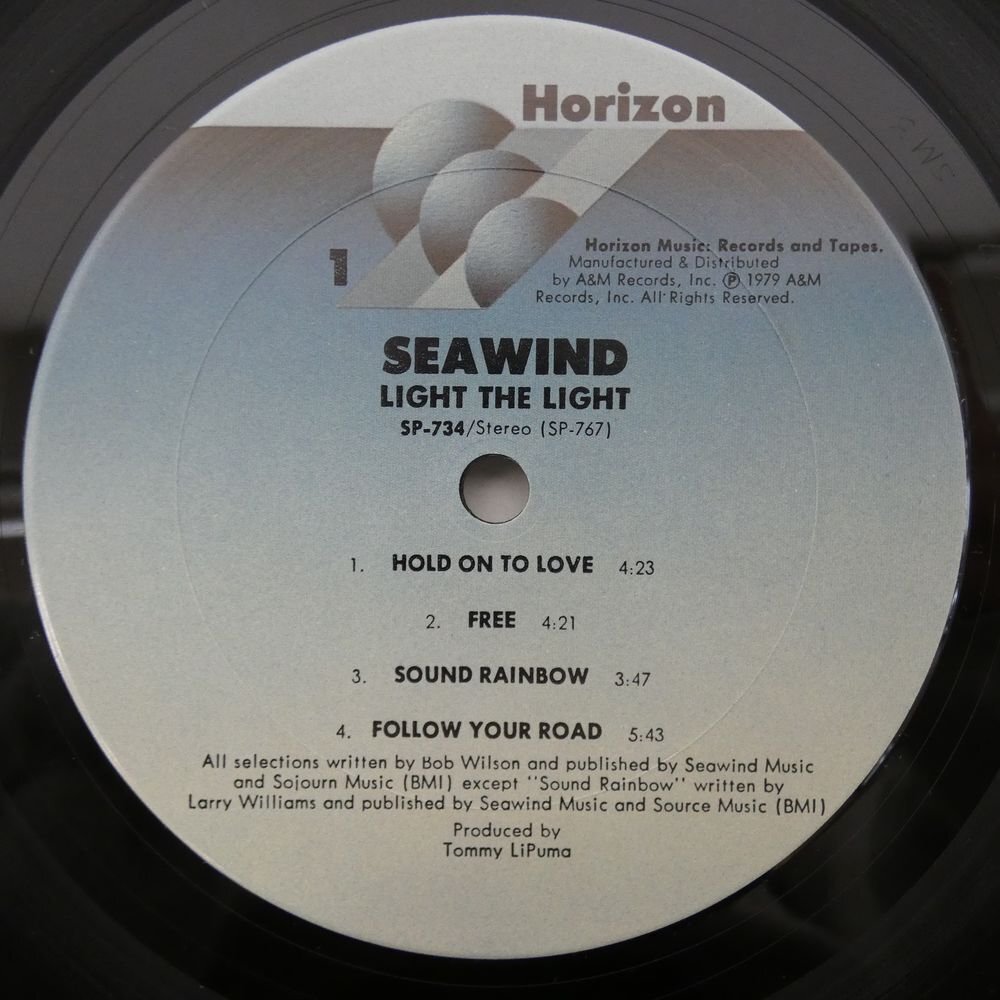 Horizon
1
Horizon Music: Records and Tapes.
Manufactured & Distributed
by A&M Records, Inc. Ⓟ 1979 A&M
Records, Inc. All Rights Reserved.
SEAWIND
LIGHT THE LIGHT
SP-734/Stereo (SP-767)
1. HOLD ON TO LOVE 4:23
2. FREE 4:21
3. SOUND RAINBOW 3:47
4. FOLLOW YOUR ROAD 5:43
All selections written by Bob Wilson and published by Seawind Music
and Sojourn Music (BMI) except "Sound Rainbow" written by
Larry Williams and published by Seawind Music and Source Music (BMI)
Produced by
Tommy LiPuma